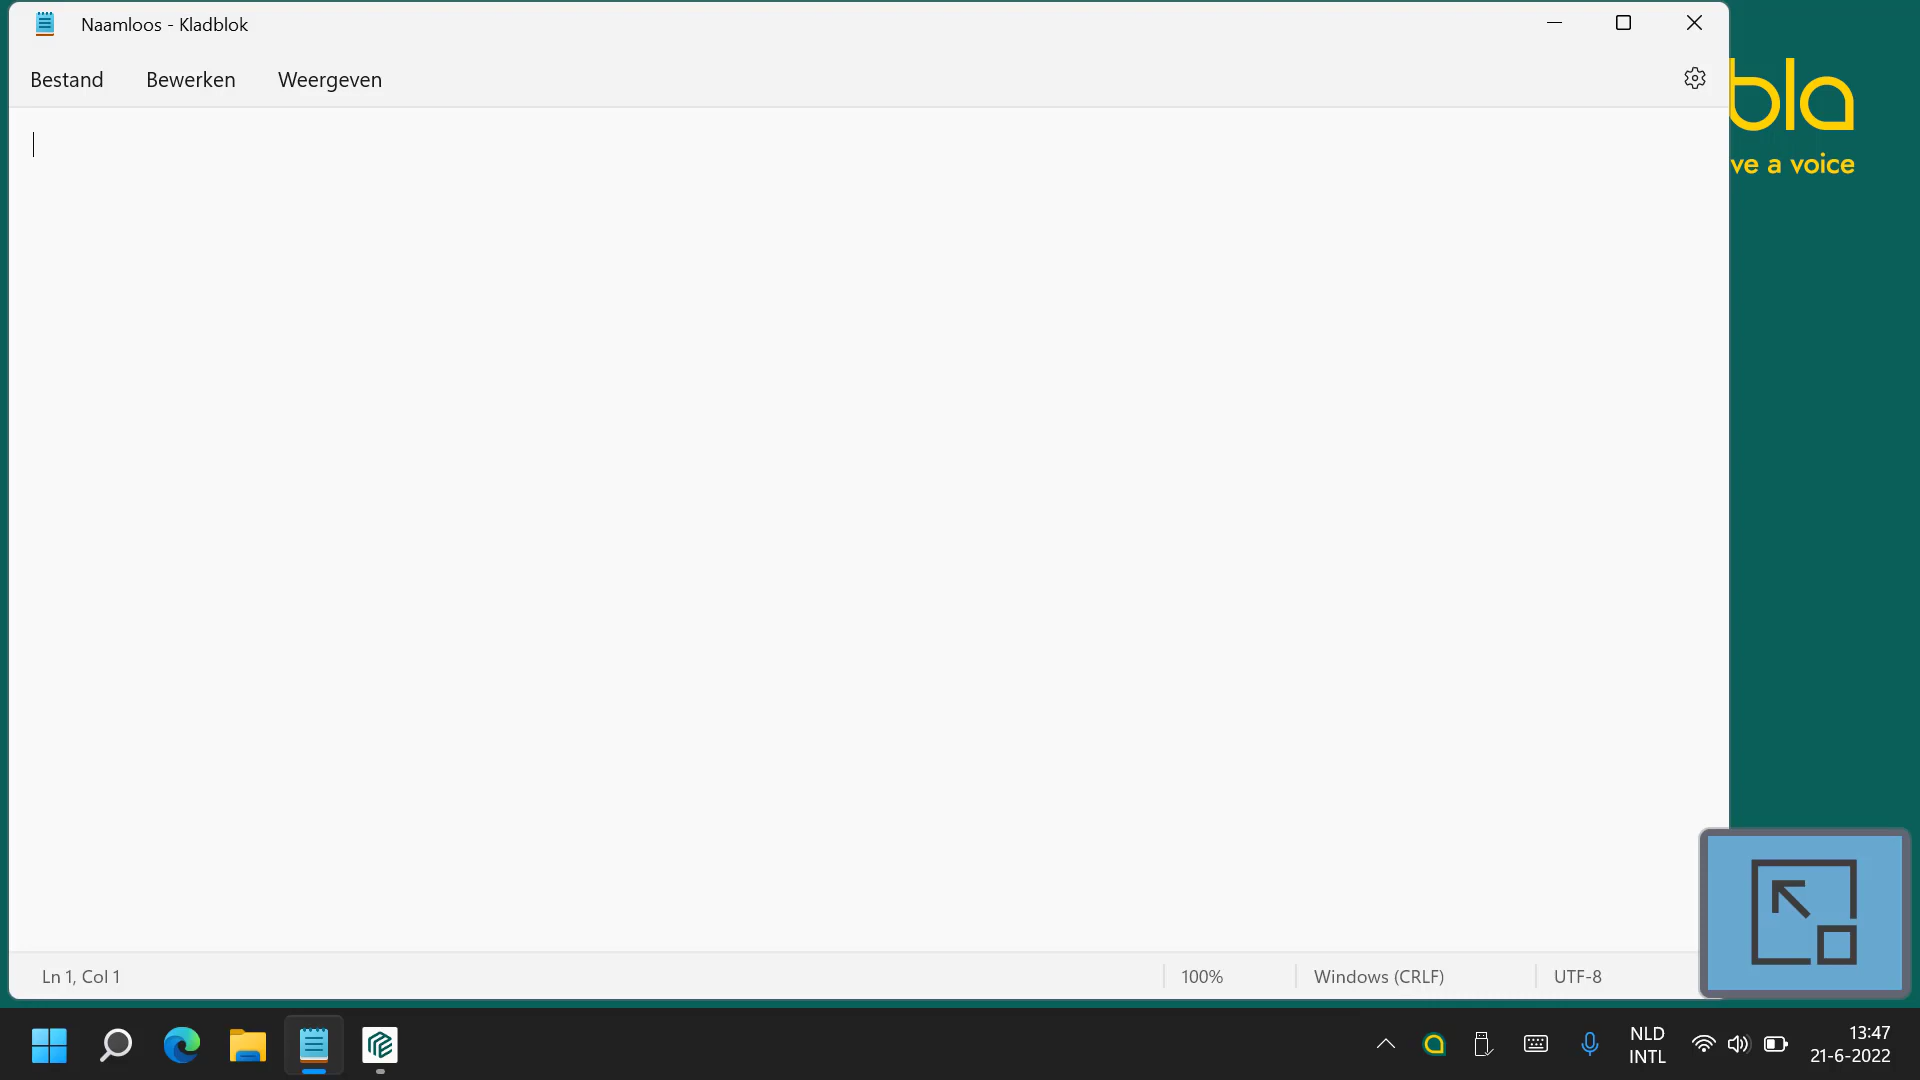 Naamloos - Kladblok
Bestand Bewerken Weergeven
bla
ve a voice
Ln 1, Col 1 100% Windows (CRLF) UTF-8
NLD
INTL
13:47
21-6-2022